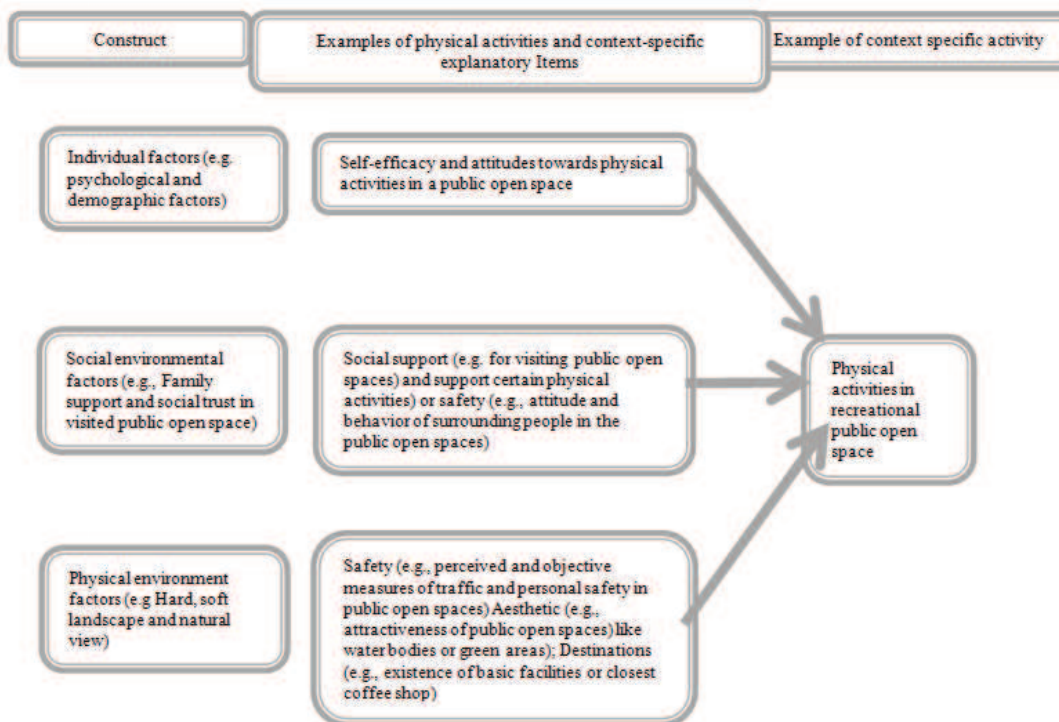 Construct
Examples of physical activities and context-specific
explanatory Items
Example of context specific activity
Individual factors (e.g.
psychological and
demographic factors)
Self-efficacy and attitudes towards physical
activities in a public open space
Social environmental
factors (e.g., Family
support and social trust in
visited public open space)
Social support (e.g. for visiting public open
spaces) and support certain physical
activities) or safety (e.g., attitude and
behavior of surrounding people in the
public open spaces)
Physical
activities in
recreational
public open
space
Physical environment
factors (e.g Hard, soft
landscape and natural
view)
Safety (e.g., perceived and objective
measures of traffic and personal safety in
public open spaces) Aesthetic (e.g.,
attractiveness of public open spaces) like
water bodies or green areas); Destinations
(e.g., existence of basic facilities or closest
coffee shop)